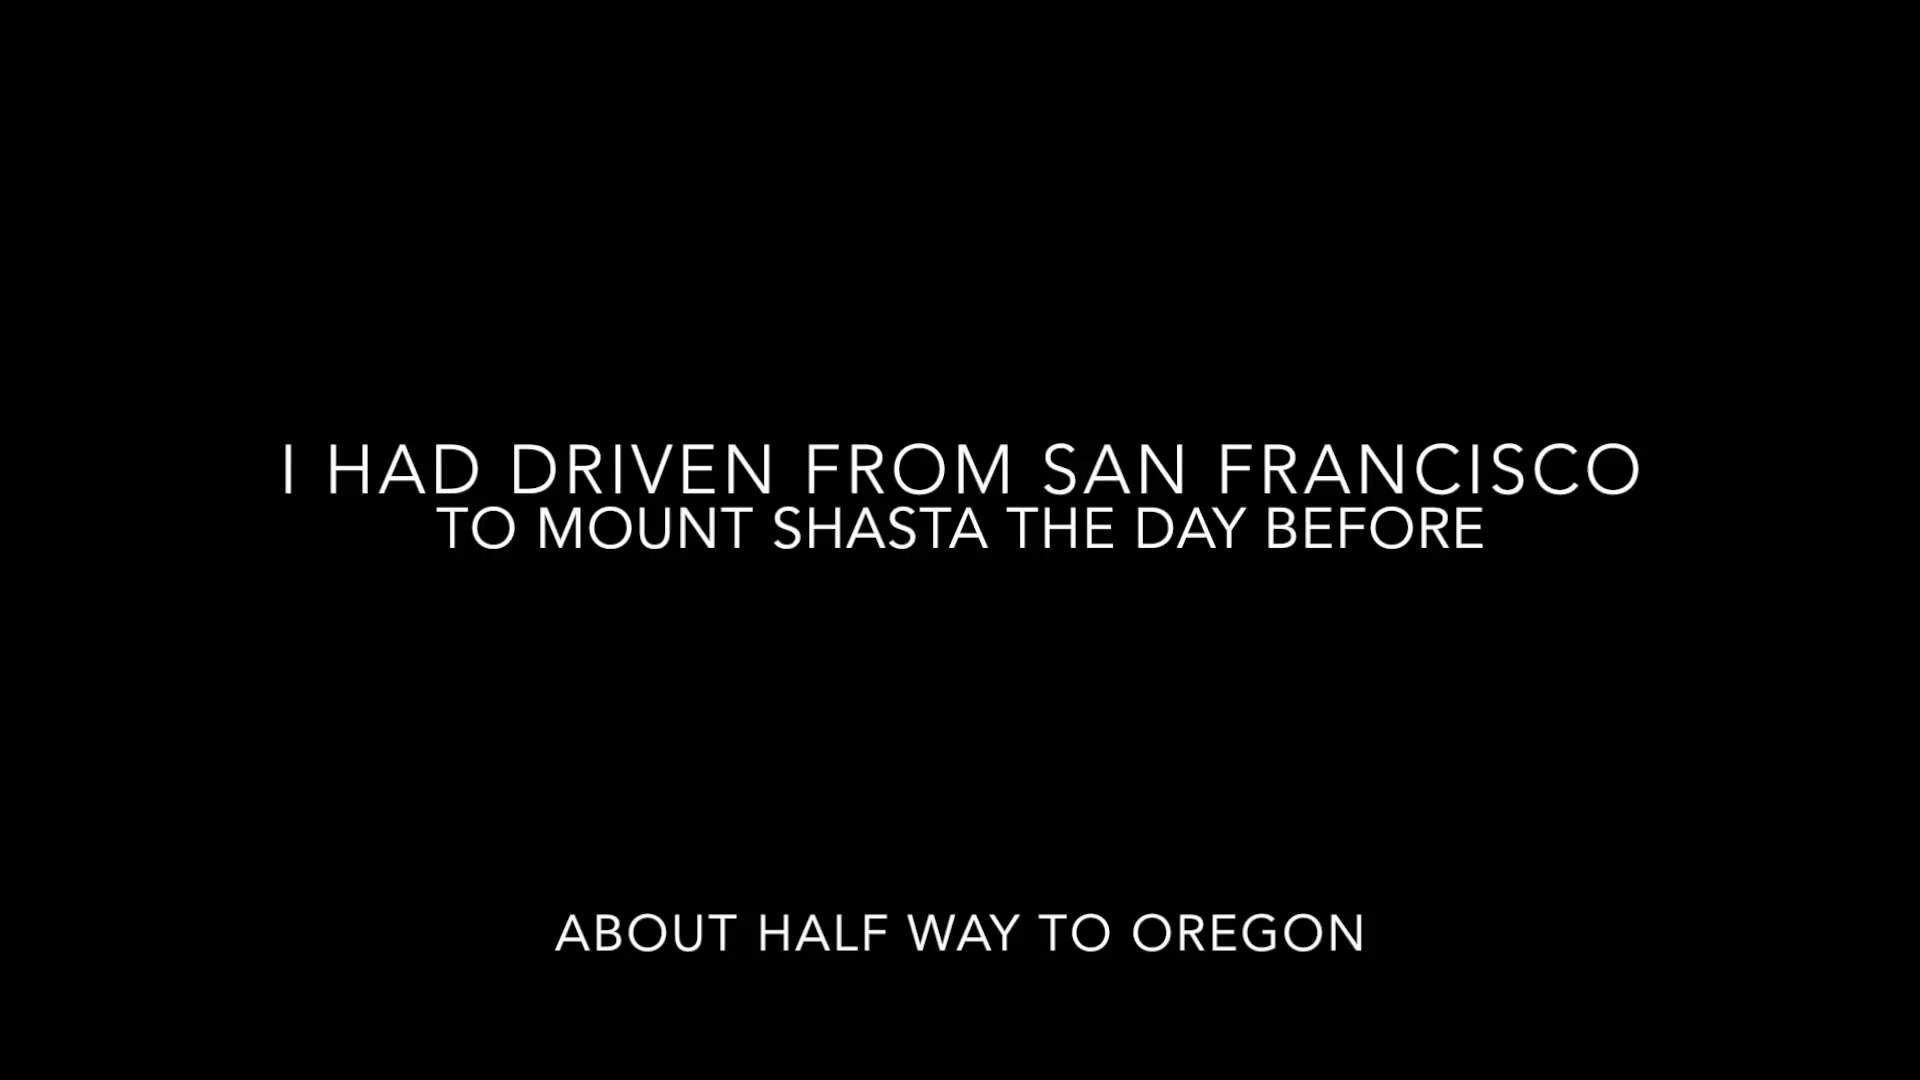 I HAD DRIVEN FROM SAN FRANCISCO
TO MOUNT SHASTA THE DAY BEFORE
ABOUT HALF WAY TO OREGON